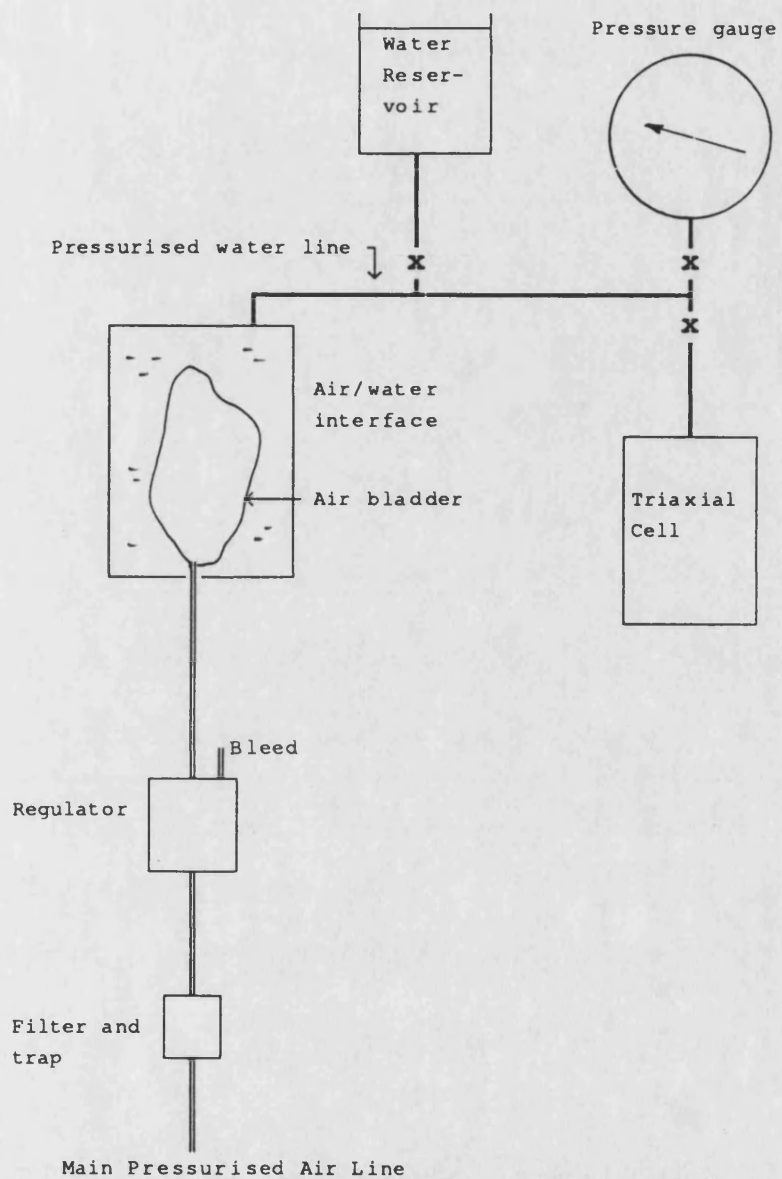 Water
Reser-
voir
Pressure gauge
Pressurised water line
x
x
x
Air/water
interface
Air bladder
Triaxial
Cell
Bleed
Regulator
Filter and
trap
Main Pressurised Air Line